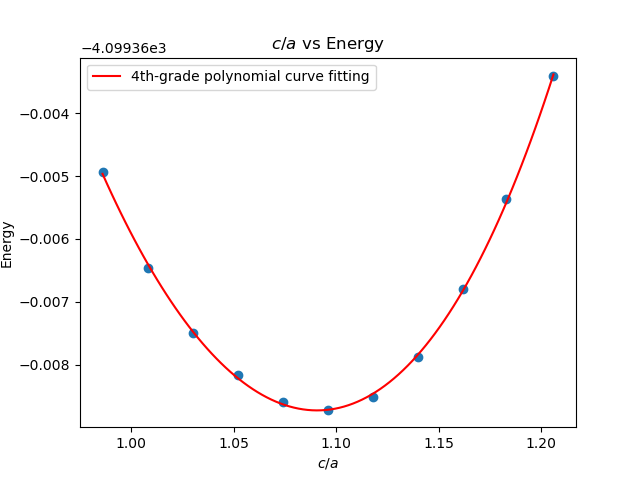 c/a vs Energy
−4.09936e3
4th-grade polynomial curve fitting
Energy
−0.004
−0.005
−0.006
−0.007
−0.008
1.00
1.05
1.10
1.15
1.20
c/a